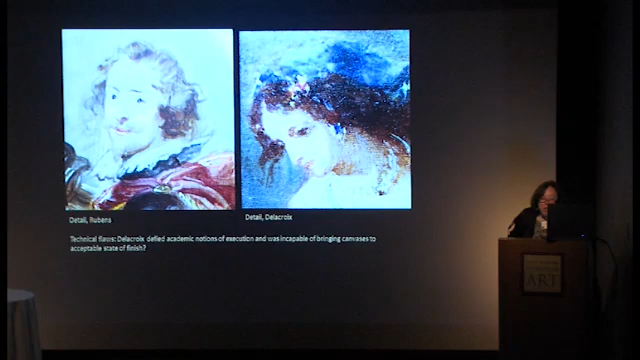 Detail, Rubens
Detail, Delacroix
Technical flaws: Delacroix defied academic notions of execution and was incapable of bringing canvases to
acceptable state of finish?
ART